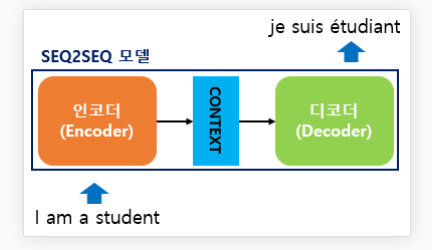 je suis étudiant
SEQ2SEQ 모델
인코더
(Encoder)
CONTEXT
디코더
(Decoder)
I am a student